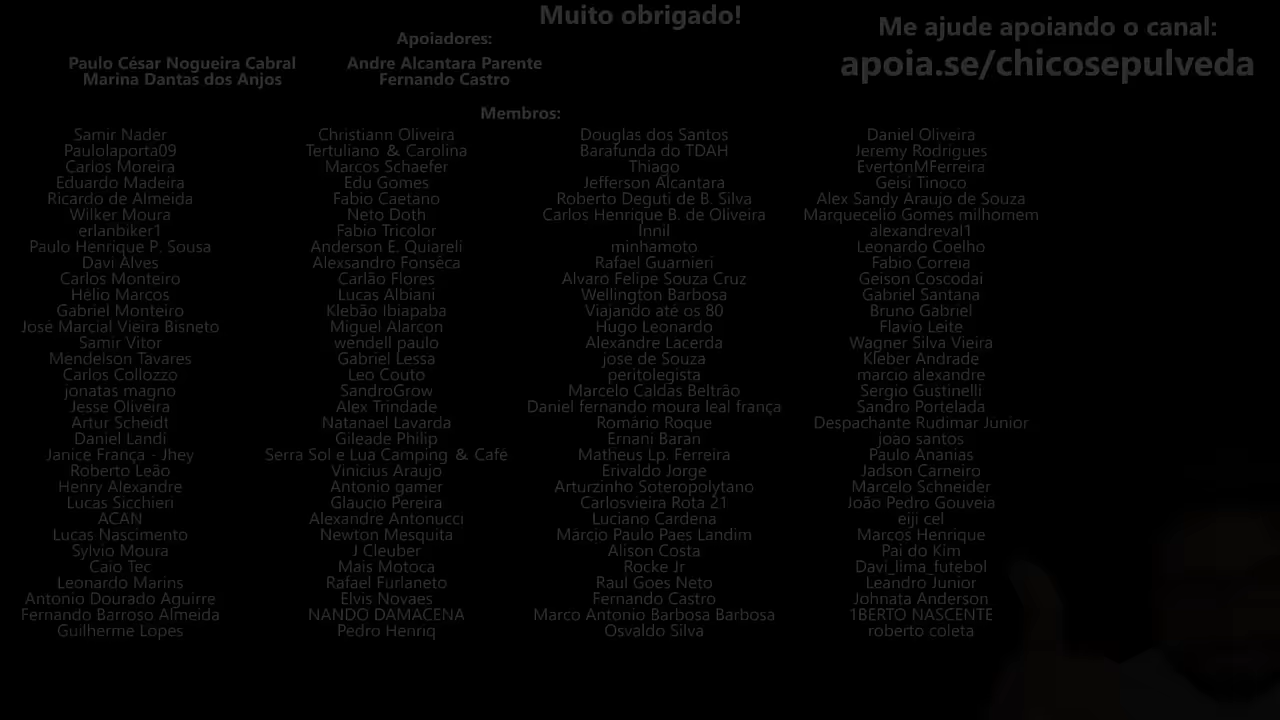 Muito obrigado!
Me ajude apoiando o canal:
apoia.se/chicosepulveda
Apoiadores:
Paulo César Nogueira Cabral
Marina Dantas dos Anjos
Andre Alcantara Parente
Fernando Castro
Membros:
Samir Nader
Paulolaporta09
Carlos Moreira
Eduardo Madeira
Ricardo de Almeida
Wilker Moura
erlanbiker1
Paulo Henrique P. Sousa
Davi Alves
Carlos Monteiro
Hélio Marcos
Gabriel Monteiro
José Marcial Vieira Bisneto
Samir Vitor
Mendelson Tavares
Carlos Collozzo
jonatas magno
Jesse Oliveira
Artur Scheidt
Daniel Landi
Janice França - Jhey
Roberto Leão
Henry Alexandre
Lucas Sicchieri
ACAN
Lucas Nascimento
Sylvio Moura
Caio Tec
Leonardo Marins
Antonio Dourado Aguirre
Fernando Barroso Almeida
Guilherme Lopes
Christiann Oliveira
Tertuliano & Carolina
Marcos Schaefer
Edu Gomes
Fabio Caetano
Neto Doth
Fabio Tricolor
Anderson E. Quiareli
Alexsandro Fonsêca
Carlão Flores
Lucas Albiani
Klebão Ibiapaba
Miguel Alarcon
wendell paulo
Gabriel Lessa
Leo Couto
SandroGrow
Alex Trindade
Natanael Lavarda
Gileade Philip
Serra Sol e Lua Camping & Café
Vinicius Araujo
Antonio gamer
Glaucio Pereira
Alexandre Antonucci
Newton Mesquita
J Cleuber
Mais Motoca
Rafael Furlaneto
Elvis Novaes
NANDO DAMACENA
Pedro Henriq
Douglas dos Santos
Barafunda do TDAH
Thiago
Jefferson Alcantara
Roberto Deguti de B. Silva
Carlos Henrique B. de Oliveira
Innil
minhamoto
Rafael Guarnieri
Alvaro Felipe Souza Cruz
Wellington Barbosa
Viajando até os 80
Hugo Leonardo
Alexandre Lacerda
jose de Souza
peritolegista
Marcelo Caldas Beltrão
Daniel fernando moura leal frança
Romário Roque
Ernani Baran
Matheus Lp. Ferreira
Erivaldo Jorge
Arturzinho Soteropolytano
Carlosvieira Rota 21
Luciano Cardena
Márcio Paulo Paes Landim
Alison Costa
Rocke Jr
Raul Goes Neto
Fernando Castro
Marco Antonio Barbosa Barbosa
Osvaldo Silva
Daniel Oliveira
Jeremy Rodrigues
EvertonMFerreira
Geisi Tinoco
Alex Sandy Araujo de Souza
Marquecelio Gomes milhomem
alexandreval1
Leonardo Coelho
Fabio Correia
Geison Coscodai
Gabriel Santana
Bruno Gabriel
Flavio Leite
Wagner Silva Vieira
Kleber Andrade
marcio alexandre
Sergio Gustinelli
Sandro Portelada
Despachante Rudimar Junior
joao santos
Paulo Ananias
Jadson Carneiro
Marcelo Schneider
João Pedro Gouveia
eiji cel
Marcos Henrique
Pai do Kim
Davi_lima_futebol
Leandro Junior
Johnata Anderson
1BERTO NASCENTE
roberto coleta